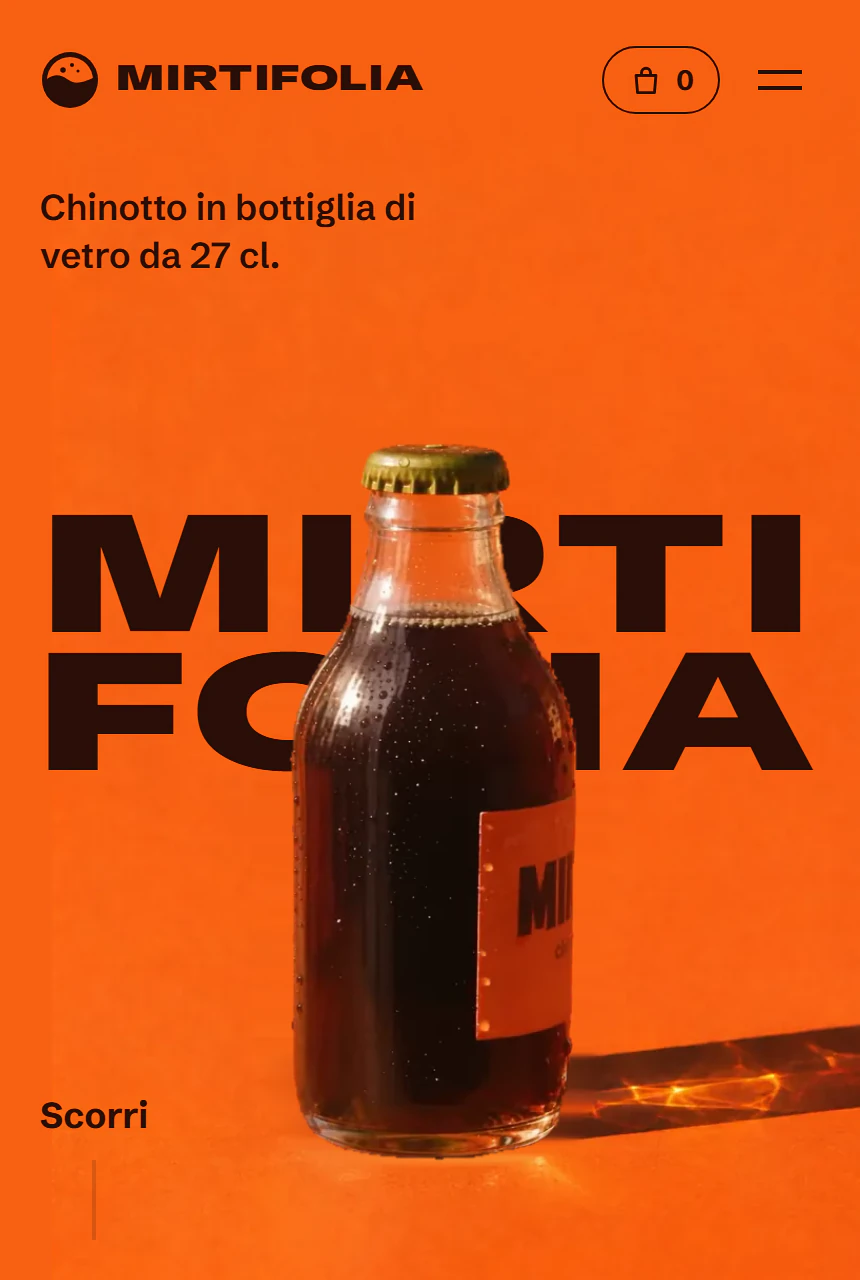 MIRTIFOLIA
0
Chinotto in bottiglia di
vetro da 27 cl.
MIRTI
FOLIA
Scorri